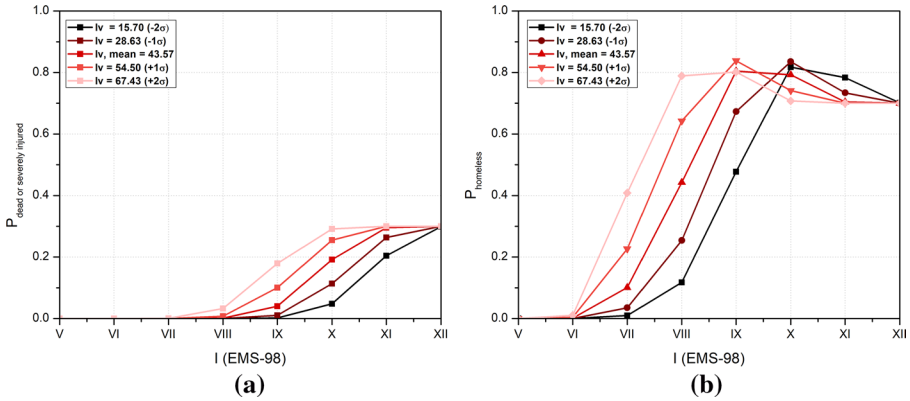 (a)
Iv = 15.70 (-2σ)
Iv = 28.63 (-1σ)
Iv, mean = 43.57
Iv = 54.50 (+1σ)
Iv = 67.43 (+2σ)
P dead or severely injured
1.0
0.8
0.6
0.4
0.2
0.0
V VI VII VIII IX X XI XII
I (EMS-98)
(a)
b)
Iv = 15.70 (-2σ)
Iv = 28.63 (-1σ)
Iv, mean = 43.57
Iv = 54.50 (+1σ)
Iv = 67.43 (+2σ)
P homeless
1.0
0.8
0.6
0.4
0.2
0.0
V VI VII VIII IX X XI XII
I (EMS-98)
(b)